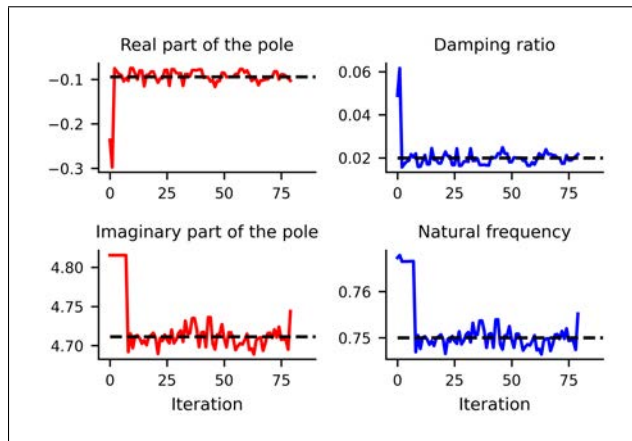 Real part of the pole
−0.1
−0.2
−0.3
0 25 50 75
Damping ratio
0.06
0.04
0.02
0 25 50 75
Imaginary part of the pole
4.80
4.75
4.70
0 25 50 75
Iteration
Natural frequency
0.76
0.75
0 25 50 75
Iteration